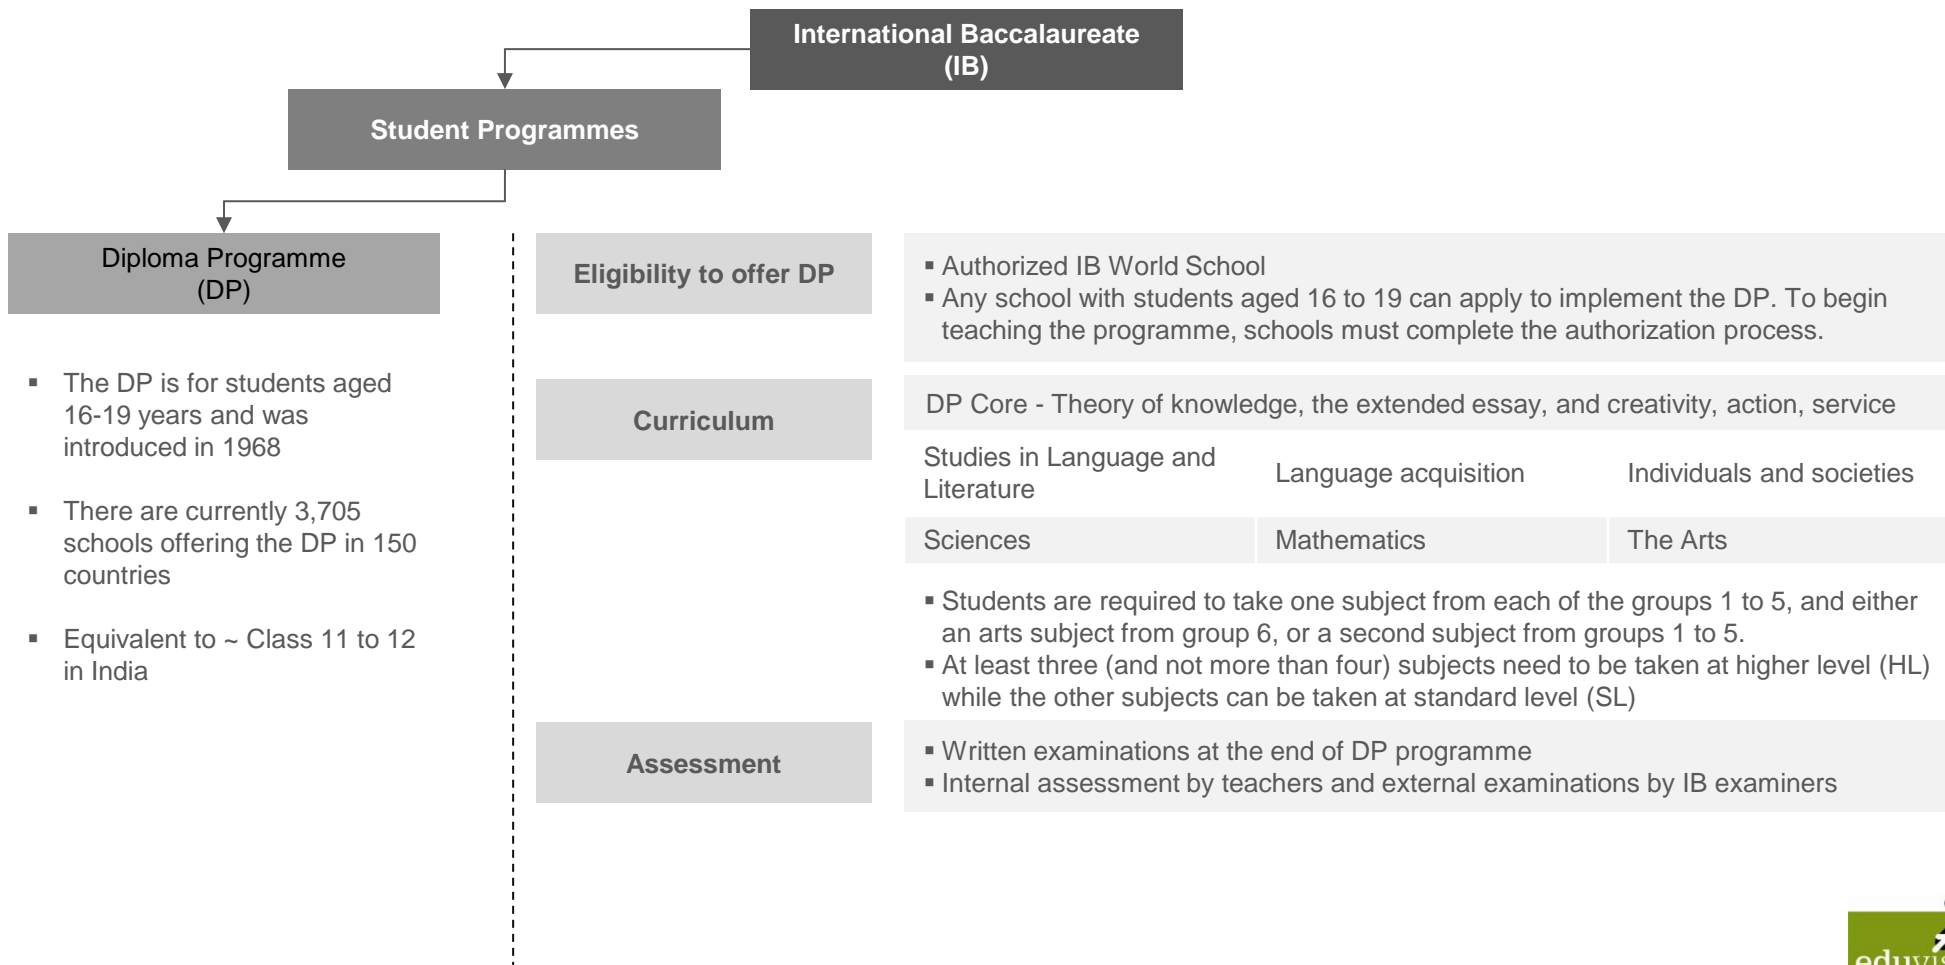 International Baccalaureate
(IB)
Student Programmes
Diploma Programme
(DP)
▪ The DP is for students aged
16-19 years and was
introduced in 1968
▪ There are currently 3,705
schools offering the DP in 150
countries
▪ Equivalent to ~ Class 11 to 12
in India
Eligibility to offer DP
▪ Authorized IB World School
▪ Any school with students aged 16 to 19 can apply to implement the DP. To begin
teaching the programme, schools must complete the authorization process.
Curriculum
DP Core - Theory of knowledge, the extended essay, and creativity, action, service
Studies in Language and
Literature
Language acquisition
Individuals and societies
Sciences
Mathematics
The Arts
▪ Students are required to take one subject from each of the groups 1 to 5, and either
an arts subject from group 6, or a second subject from groups 1 to 5.
▪ At least three (and not more than four) subjects need to be taken at higher level (HL)
while the other subjects can be taken at standard level (SL)
Assessment
▪ Written examinations at the end of DP programme
▪ Internal assessment by teachers and external examinations by IB examiners